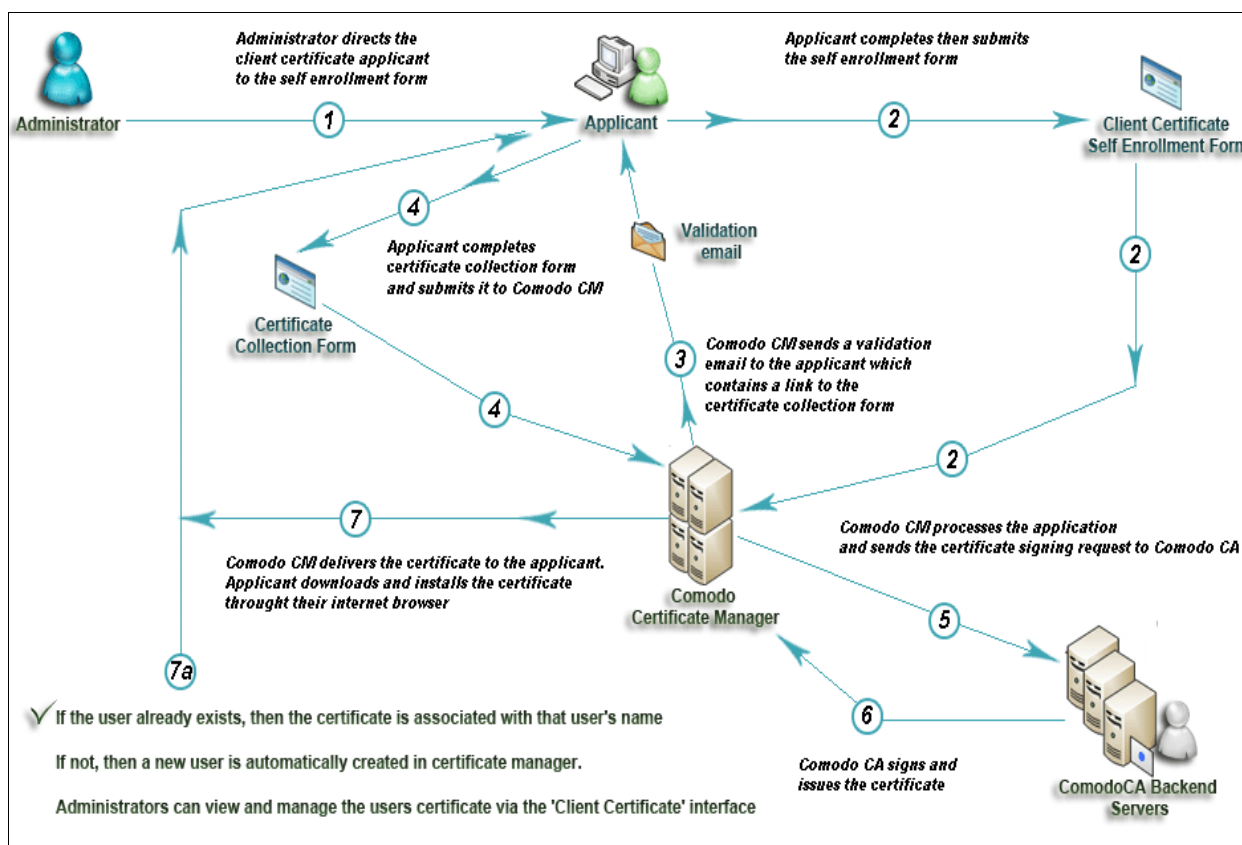 Administrator directs the
client certificate applicant
to the self enrollment form
Applicant completes then submits
the self enrollment form
Administrator
1
Applicant
2
Client Certificate
Self Enrollment Form
4
Applicant completes
certificate collection form
and submits it to Comodo CM
Validation
email
2
Certificate
Collection Form
3
Comodo CM sends a validation
email to the applicant which
contains a link to the
certificate collection form
4
2
7
Comodo CM delivers the certificate to the applicant.
Applicant downloads and installs the certificate
throught their internet browser
Comodo CM processes the application
and sends the certificate signing request to Comodo CA
Comodo
Certificate Manager
5
7a
6
If the user already exists, then the certificate is associated with that user's name
If not, then a new user is automatically created in certificate manager.
Administrators can view and manage the users certificate via the 'Client Certificate' interface
Comodo CA signs and
issues the certificate
ComodoCA Backend
Servers